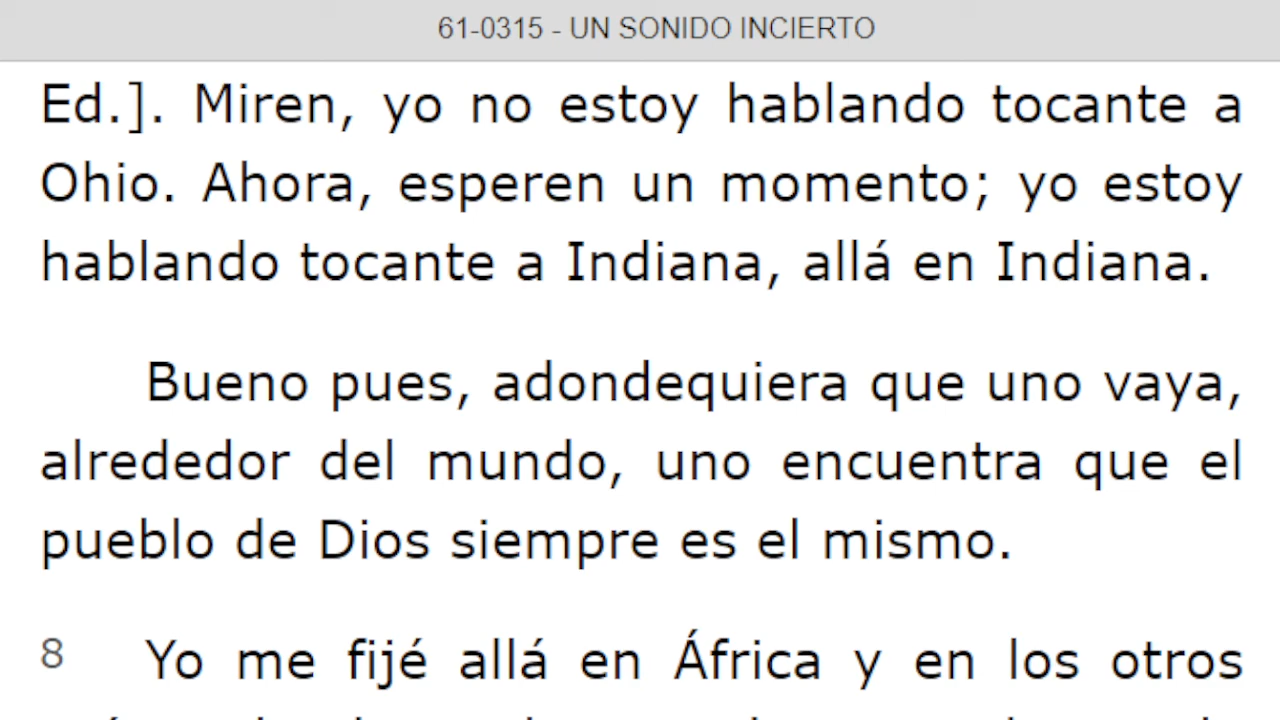 61-0315 - UN SONIDO INCIERTO
Ed.]. Miren, yo no estoy hablando tocante a
Ohio. Ahora, esperen un momento; yo estoy
hablando tocante a Indiana, allá en Indiana.
Bueno pues, adondequiera que uno vaya,
alrededor del mundo, uno encuentra que el
pueblo de Dios siempre es el mismo.
8 Yo me fijé allá en África y en los otros